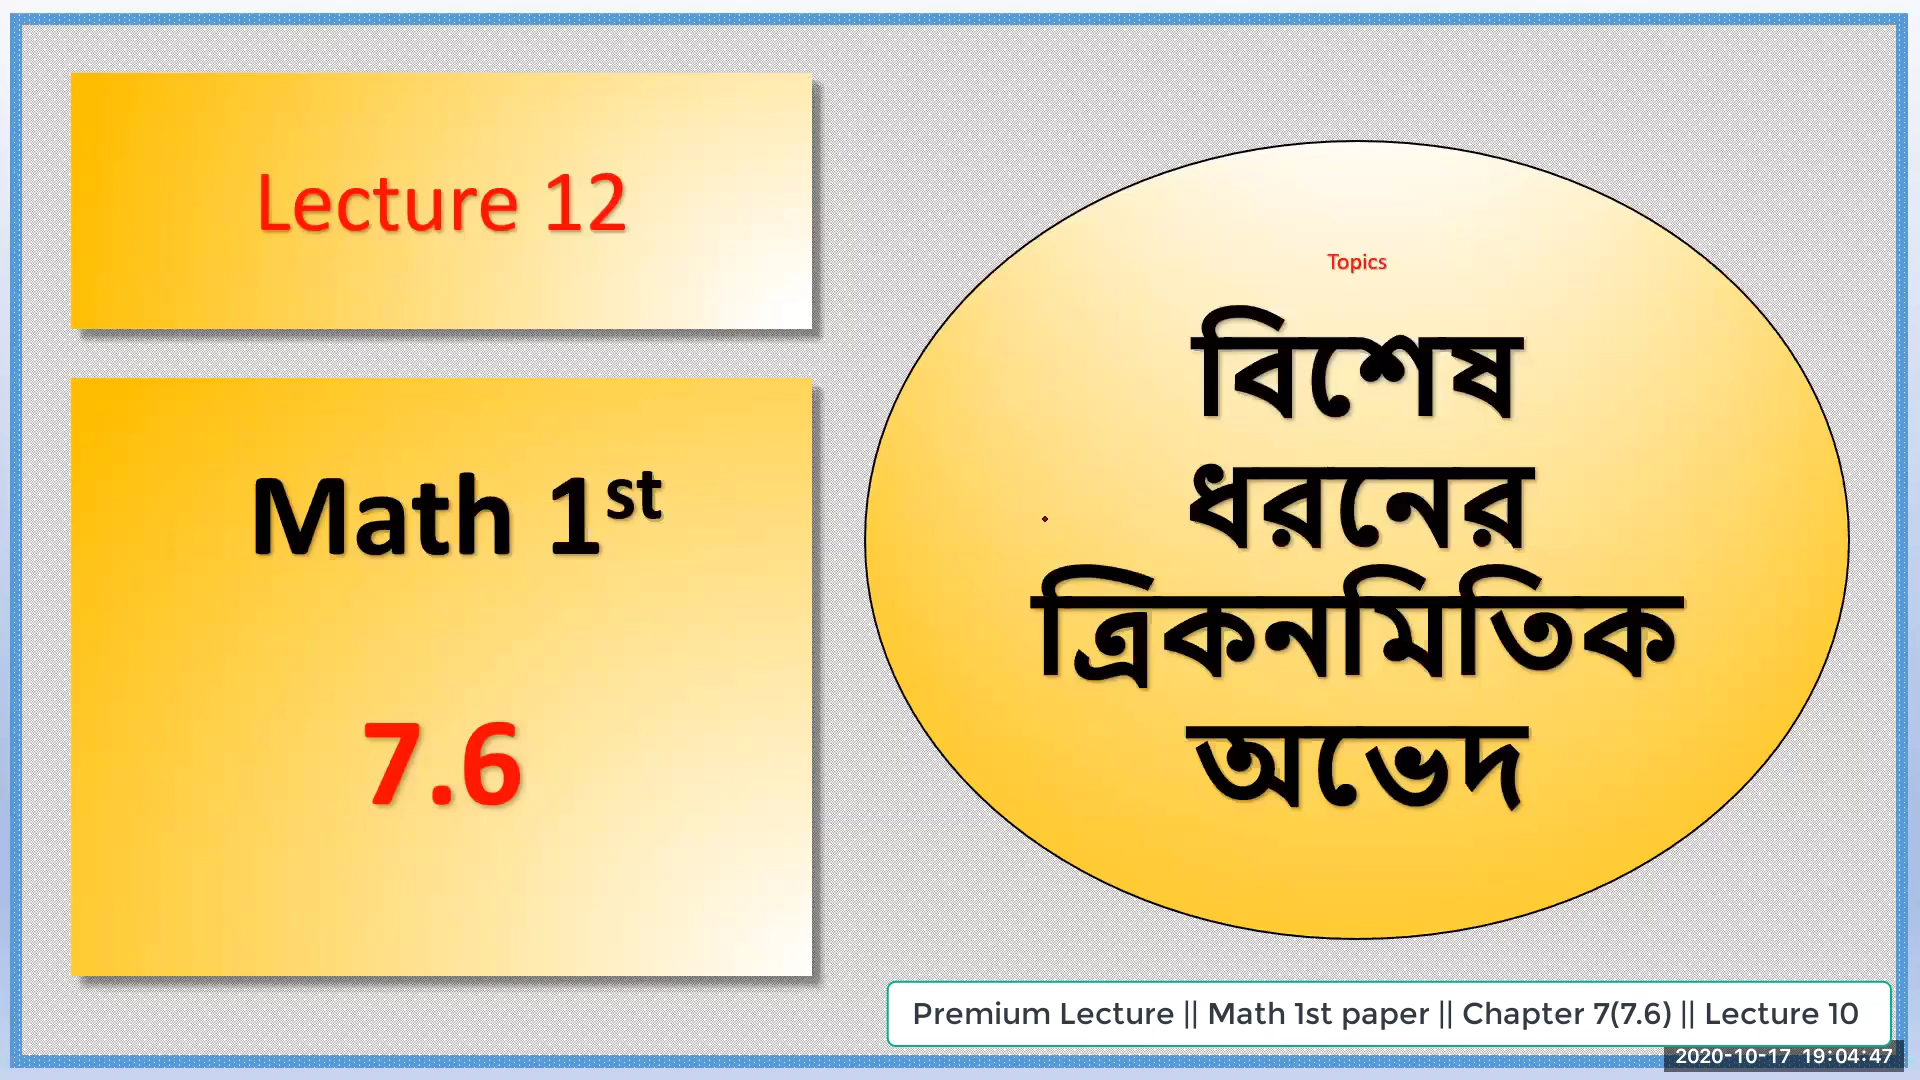 Lecture 12
Math 1st
7.6
Topics
বিশেষ
ধরনের
ত্রিকনমিতিক
অভেদ
Premium Lecture || Math 1st paper || Chapter 7(7.6) || Lecture 10
2020-10-17 19:04:47